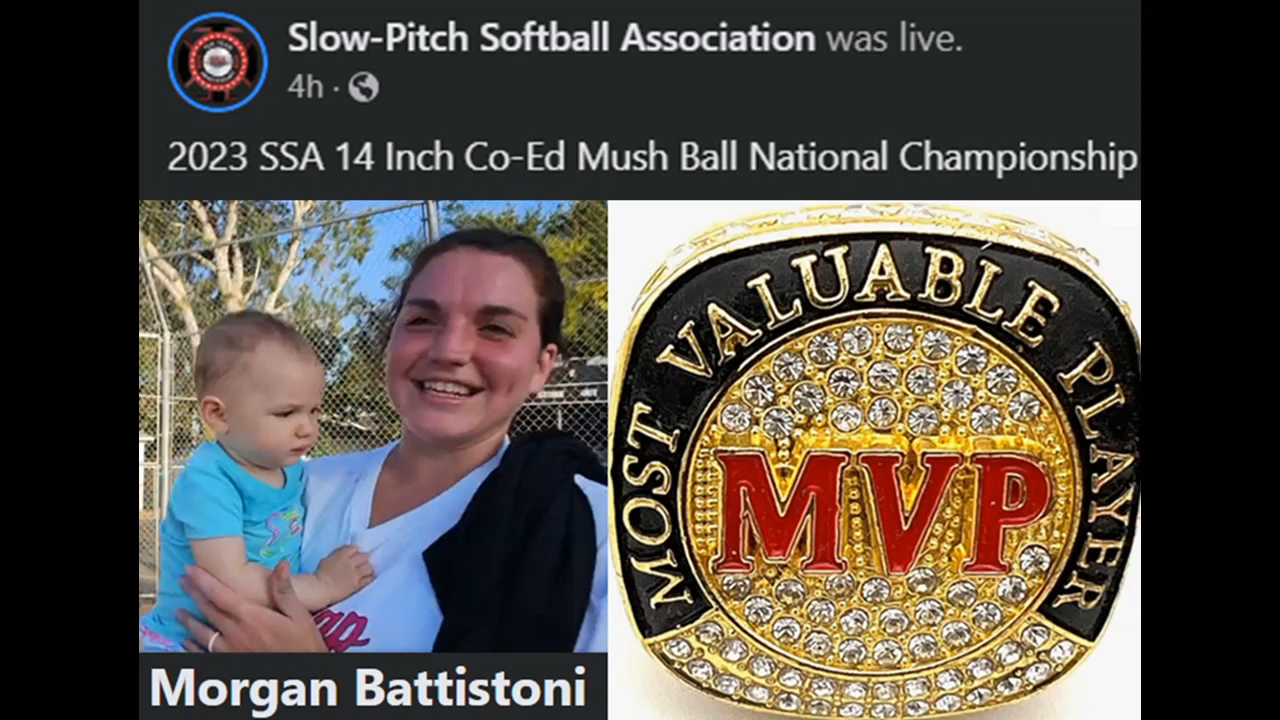 Slow-Pitch Softball Association was live.
4h ·
2023 SSA 14 Inch Co-Ed Mush Ball National Championship
MOST VALUABLE PLAYER
MVP
Morgan Battistoni